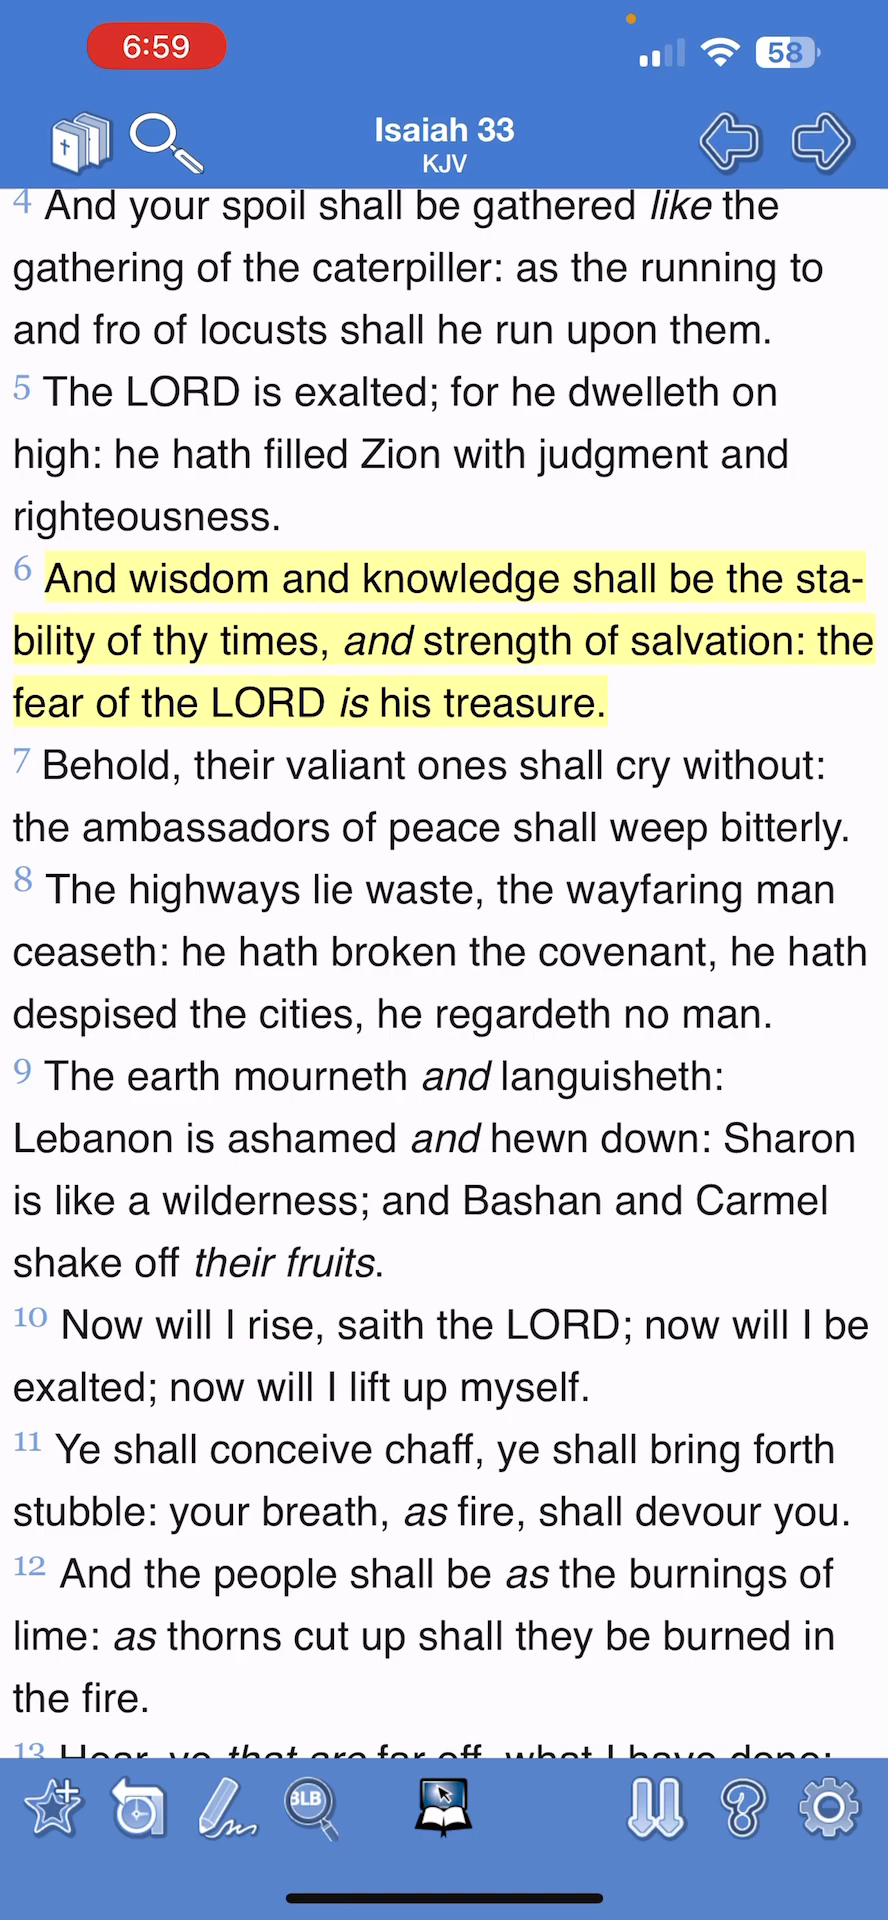 6:59
58
Isaiah 33
KJV
4 And your spoil shall be gathered like the
gathering of the caterpiller: as the running to
and fro of locusts shall he run upon them.
5 The LORD is exalted; for he dwelleth on
high: he hath filled Zion with judgment and
righteousness.
6 And wisdom and knowledge shall be the sta-
bility of thy times, and strength of salvation: the
fear of the LORD is his treasure.
7 Behold, their valiant ones shall cry without:
the ambassadors of peace shall weep bitterly.
8 The highways lie waste, the wayfaring man
ceaseth: he hath broken the covenant, he hath
despised the cities, he regardeth no man.
9 The earth mourneth and languisheth:
Lebanon is ashamed and hewn down: Sharon
is like a wilderness; and Bashan and Carmel
shake off their fruits.
10 Now will I rise, saith the LORD; now will I be
exalted; now will I lift up myself.
11 Ye shall conceive chaff, ye shall bring forth
stubble: your breath, as fire, shall devour you.
12 And the people shall be as the burnings of
lime: as thorns cut up shall they be burned in
the fire.
13 Hear, ye that are far off, what I have done;
BLB